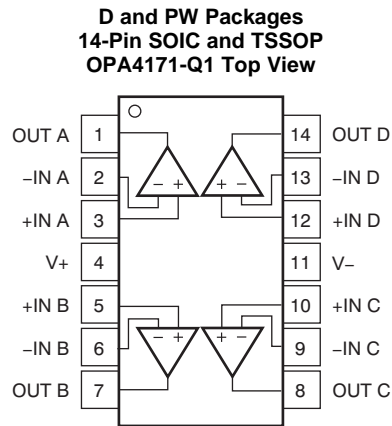 D and PW Packages
14-Pin SOIC and TSSOP
OPA4171-Q1 Top View
OUT A 1 14 OUT D
−IN A 2 − + + − 13 −IN D
+IN A 3 12 +IN D
V+ 4 11 V−
+IN B 5 10 +IN C
−IN B 6 − + + − 9 −IN C
OUT B 7 8 OUT C